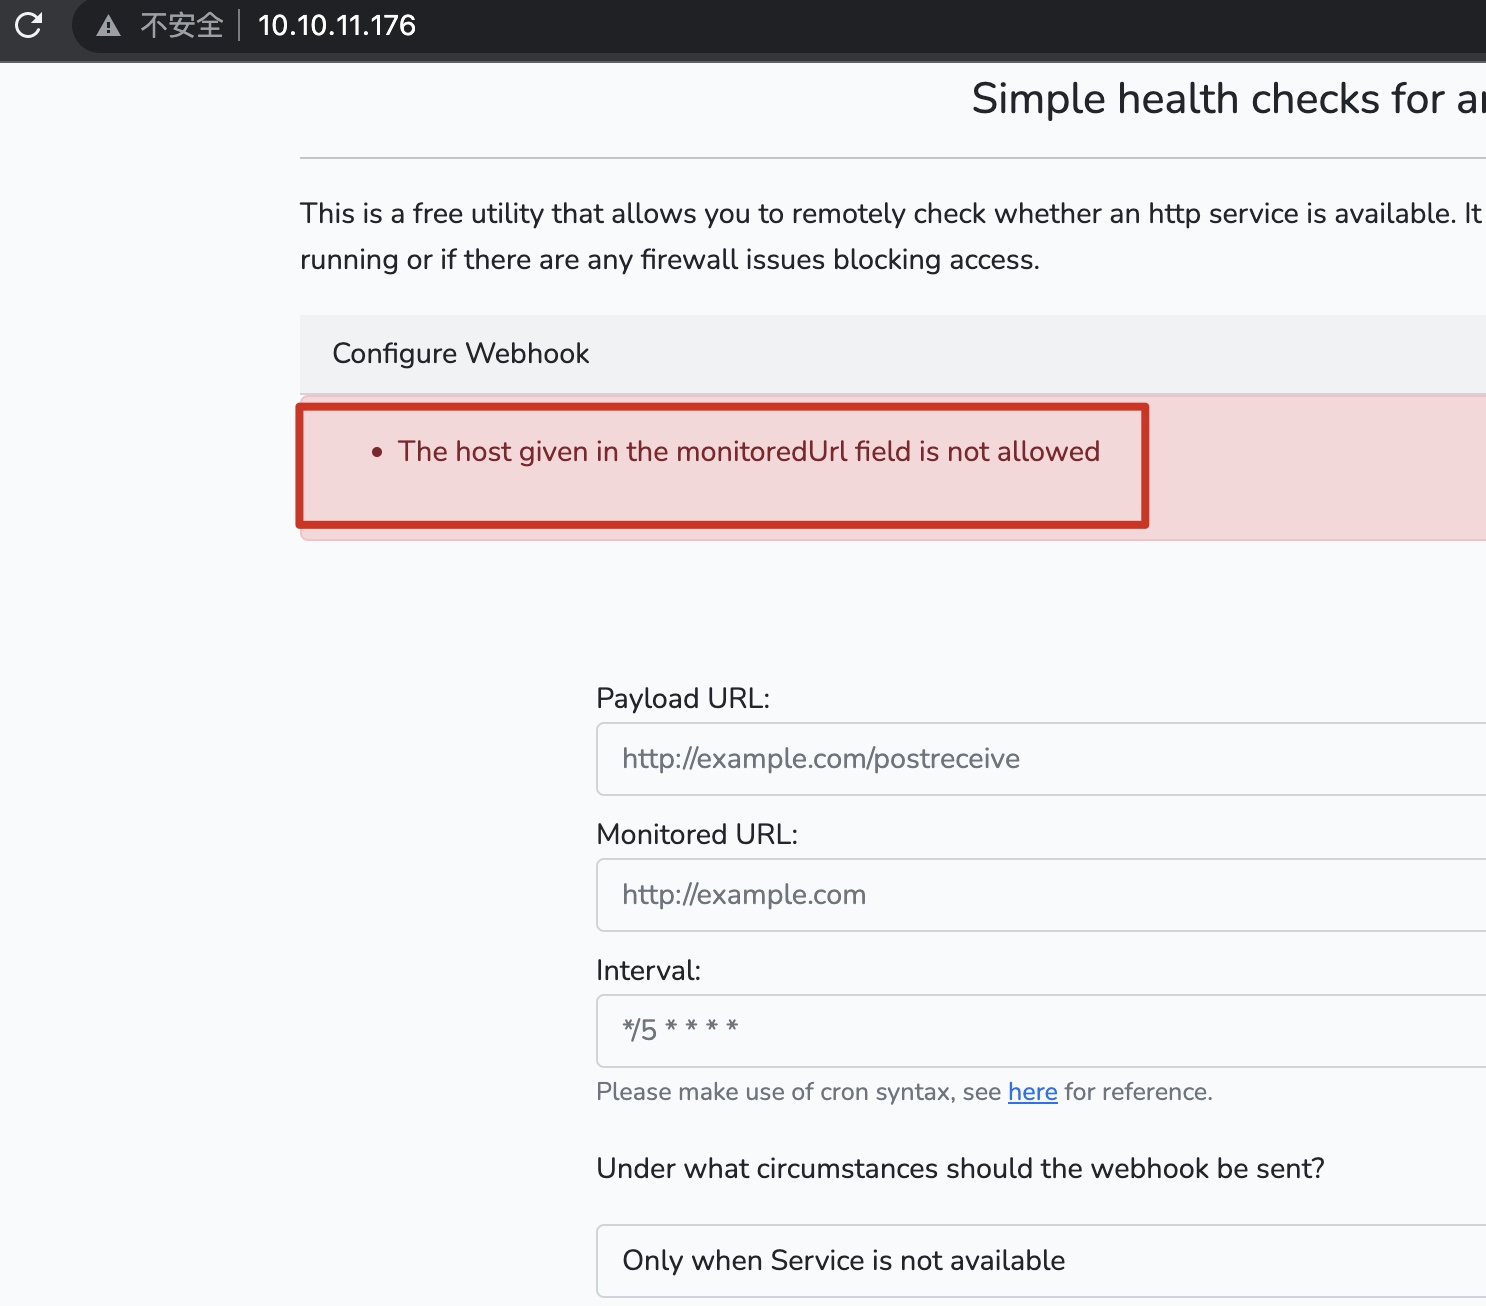 不安全 10.10.11.176
Simple health checks for
This is a free utility that allows you to remotely check whether an http service is available. It
running or if there are any firewall issues blocking access.
Configure Webhook
• The host given in the monitoredUrl field is not allowed
Payload URL:
http://example.com/postreceive
Monitored URL:
http://example.com
Interval:
*/5 * * * *
Please make use of cron syntax, see here for reference.
Under what circumstances should the webhook be sent?
Only when Service is not available